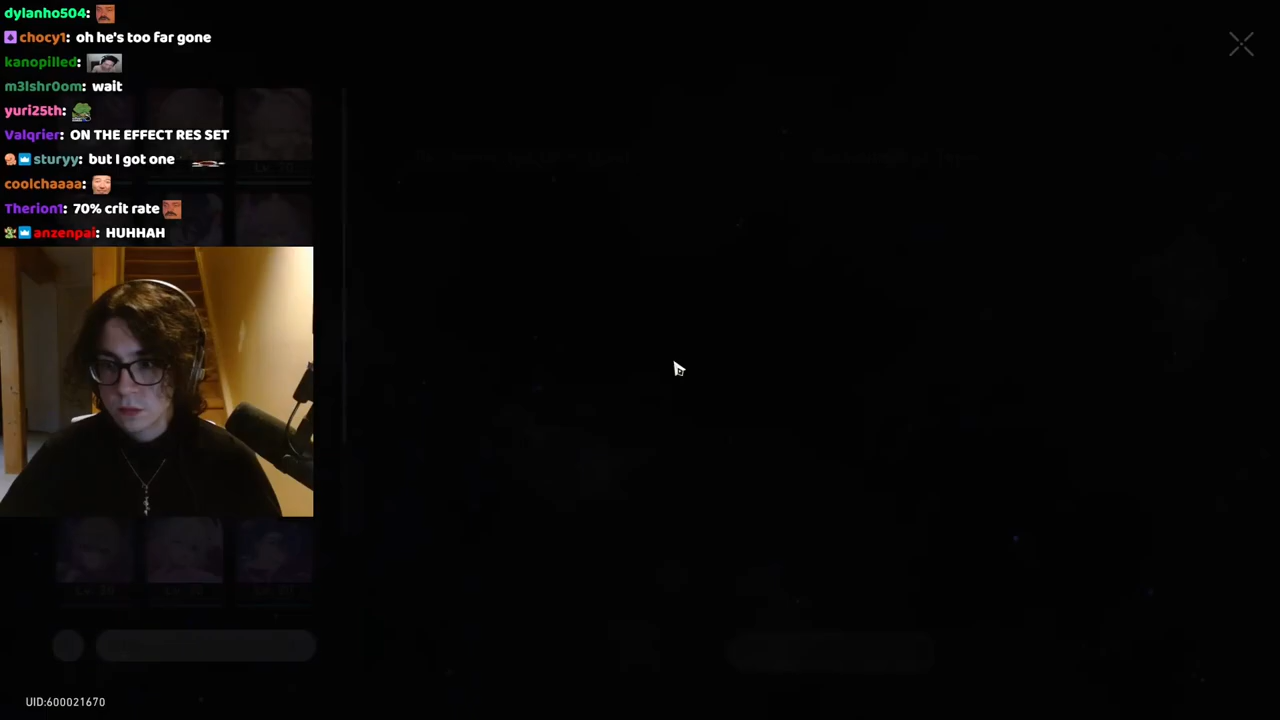 dylanho504:
chocy1: oh he's too far gone
kanopilled:
m3lshr0om: wait
yuri25th:
Valqrier: ON THE EFFECT RES SET
sturyy: but I got one
coolchaaaa:
Therion1: 70% crit rate
anzenpai: HUHHAH
UID:600021670